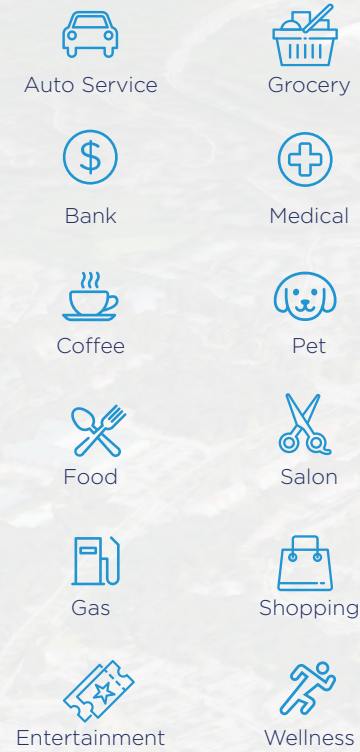 Auto Service
Grocery
Bank
Medical
Coffee
Pet
Food
Salon
Gas
Shopping
Entertainment
Wellness